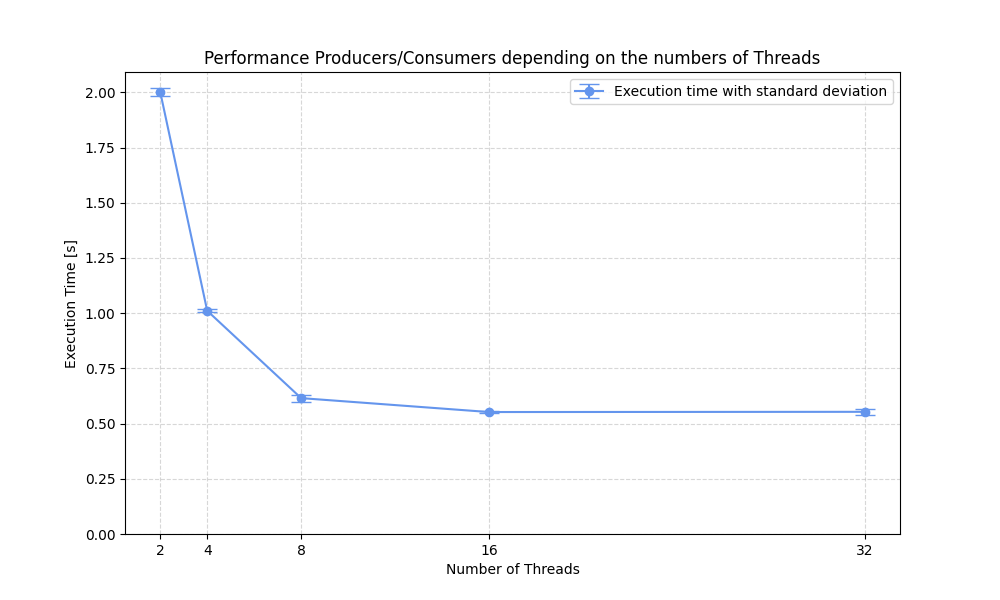 Performance Producers/Consumers depending on the numbers of Threads
Execution time with standard deviation
Execution Time [s]
2.00
1.75
1.50
1.25
1.00
0.75
0.50
0.25
0.00
2 4 8 16 32
Number of Threads